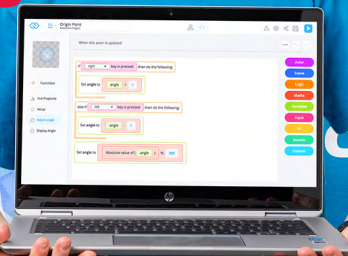 Origin Point
When this actor is updated
if right key is pressed then do the following:
Set angle to angle + 1
else if left key is pressed then do the following:
Set angle to angle - 1
Set angle to Absolute value of ( angle ) % 360
Functions
Setup
Adjust angle
Display Angle
Actor
Scene
Logic
Media
Variables
Input
UI
Sounds
Custom
hp